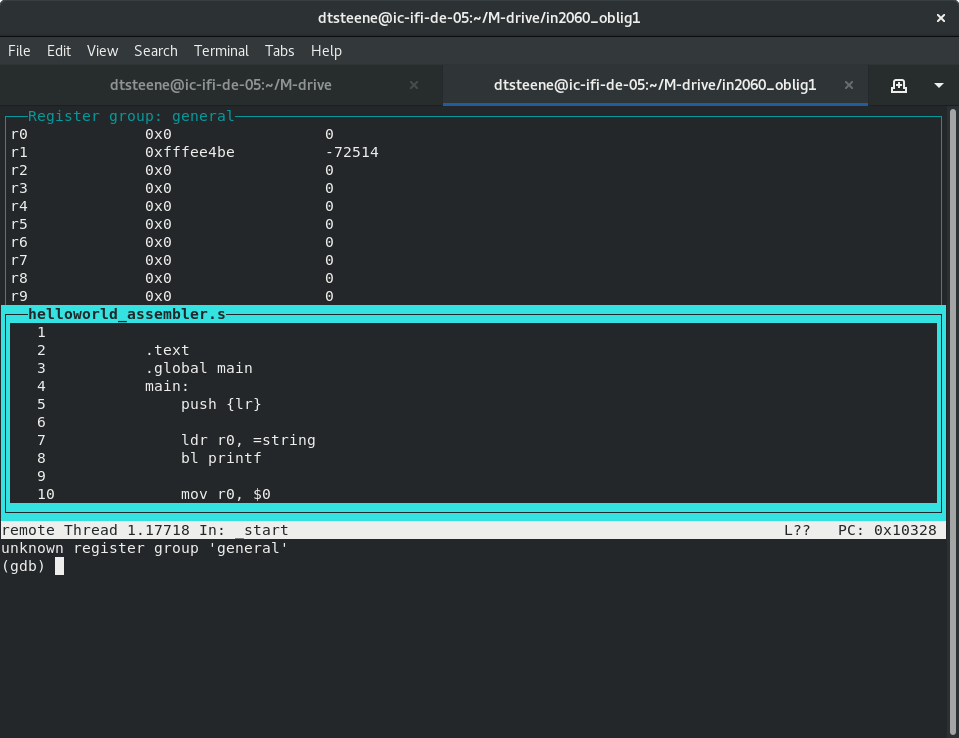 dtsteene@ic-ifi-de-05:~/M-drive/in2060_oblig1 ×
File Edit View Search Terminal Tabs Help
dtsteene@ic-ifi-de-05:~/M-drive × dtsteene@ic-ifi-de-05:~/M-drive/in2060_oblig1 ×
Register group: general
r0 0x0 0
r1 0xfffee4be -72514
r2 0x0 0
r3 0x0 0
r4 0x0 0
r5 0x0 0
r6 0x0 0
r7 0x0 0
r8 0x0 0
r9 0x0 0
helloworld_assembler.s
1
2 .text
3 .global main
4 main:
5 push {lr}
6
7 ldr r0, =string
8 bl printf
9
10 mov r0, $0
remote Thread 1.17718 In: _start L?? PC: 0x10328
unknown register group 'general'
(gdb)